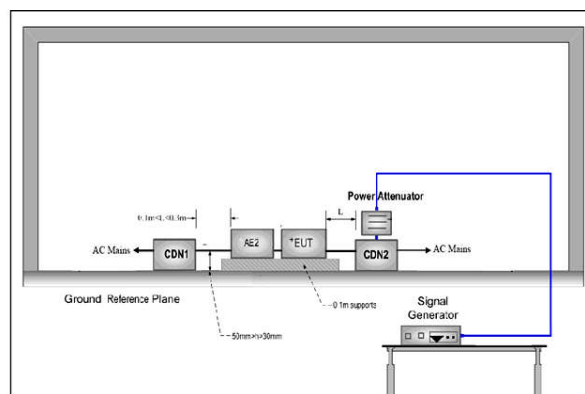 Power Attenuator
0.1m<L<0.3m
L
AC Mains
CDN1
AE2
*EUT
CDN2
AC Mains
Ground Reference Plane
0.1m supports
50mm>h>30mm
Signal
Generator